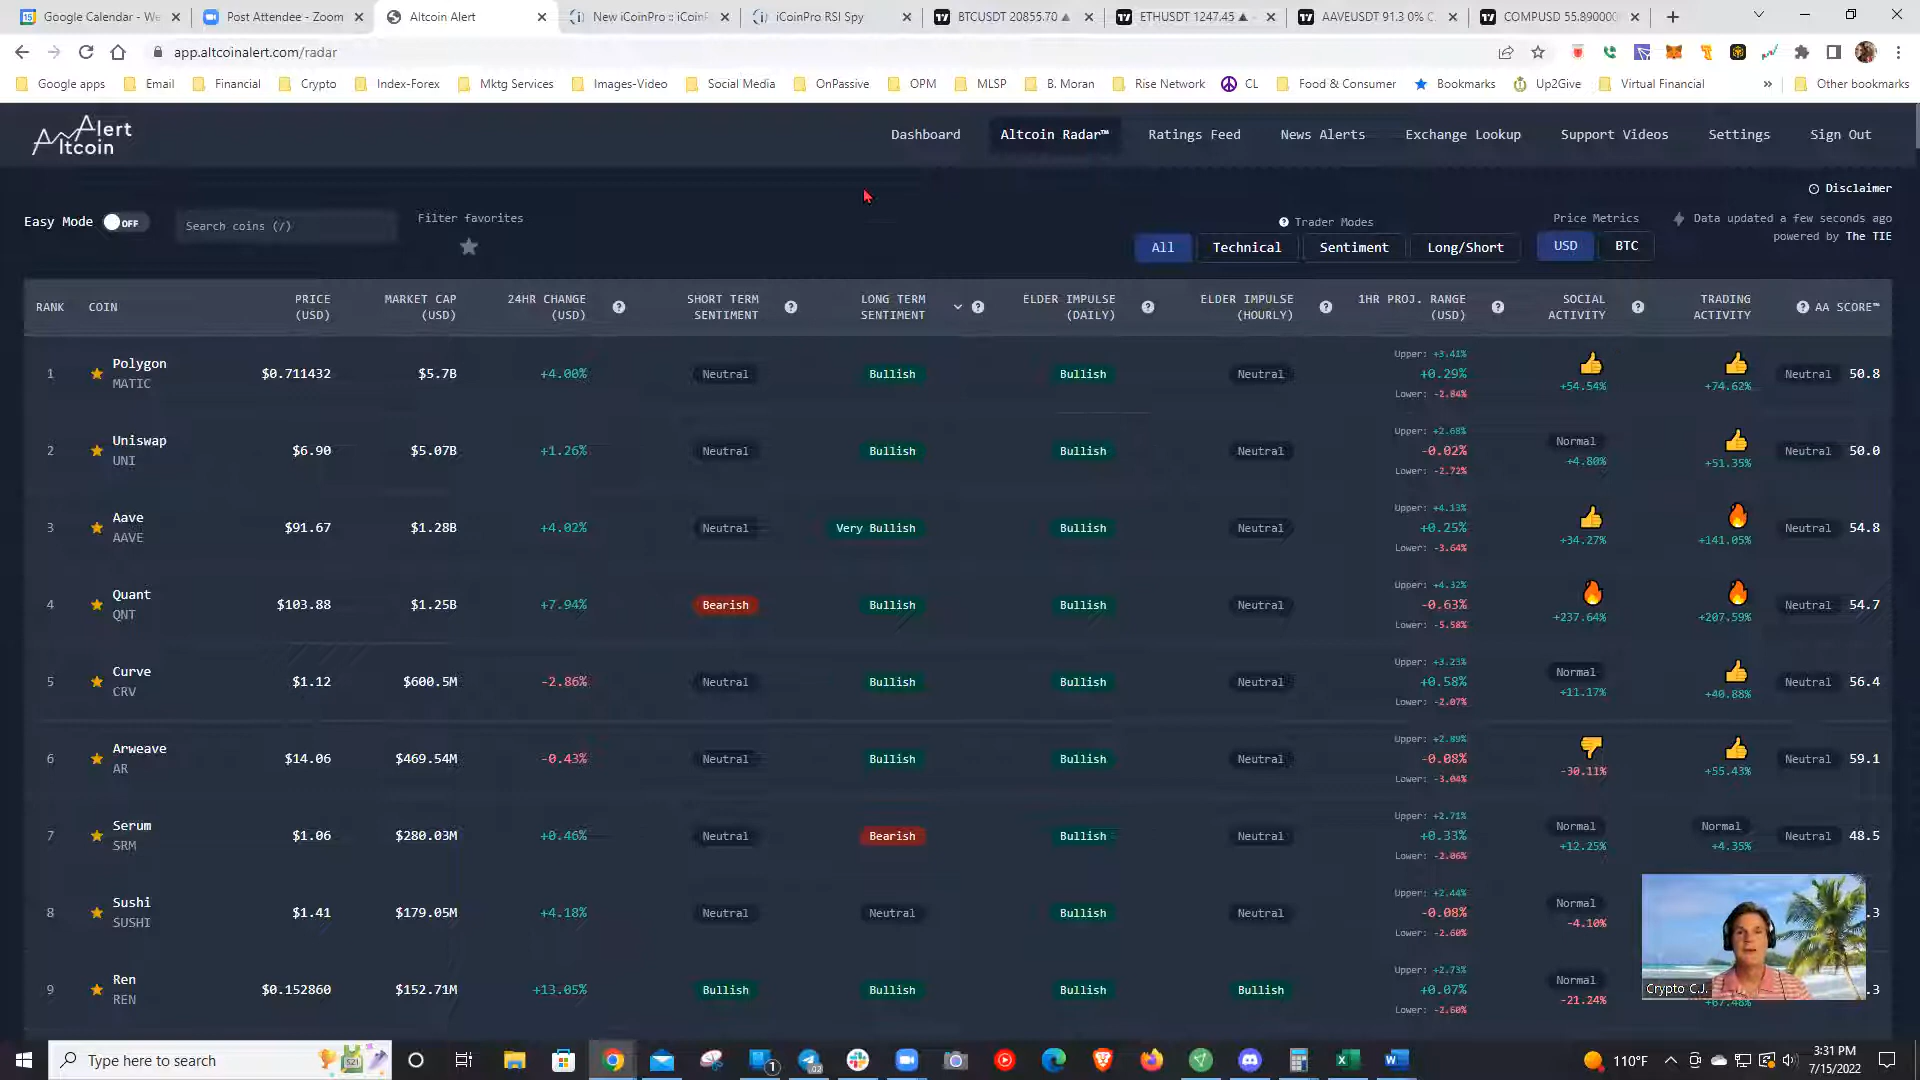 Google Calendar - We
Post Attendee - Zoom
Altcoin Alert
New iCoinPro :: iCoinF
iCoinPro RSI Spy
BTCUSDT 20855.70 ▲
ETHUSDT 1247.45 ▲
AAVEUSDT 91.3 0% C
COMPUSD 55.890000
app.altcoinalert.com/radar
Google apps
Email
Financial
Crypto
Index-Forex
Mktg Services
Images-Video
Social Media
OnPassive
OPM
MLSP
B. Moran
Rise Network
CL
Food & Consumer
Bookmarks
Up2Give
Virtual Financial
»
Other bookmarks
Alert
Altcoin
Dashboard
Altcoin Radar™
Ratings Feed
News Alerts
Exchange Lookup
Support Videos
Settings
Sign Out
Disclaimer
Easy Mode OFF
Search coins (/)
Filter favorites
Trader Modes
All
Technical
Sentiment
Long/Short
Price Metrics
USD
BTC
Data updated a few seconds ago
powered by The TIE
RANK
COIN
PRICE
(USD)
MARKET CAP
(USD)
24HR CHANGE
(USD)
SHORT TERM
SENTIMENT
LONG TERM
SENTIMENT
ELDER IMPULSE
(DAILY)
ELDER IMPULSE
(HOURLY)
1HR PROJ. RANGE
(USD)
SOCIAL
ACTIVITY
TRADING
ACTIVITY
AA SCORE™
1
Polygon
MATIC
$0.711432
$5.7B
+4.00%
Neutral
Bullish
Bullish
Neutral
Upper: +3.41%
+0.29%
Lower: -2.84%
+54.54%
+74.62%
Neutral 50.8
2
Uniswap
UNI
$6.90
$5.07B
+1.26%
Neutral
Bullish
Bullish
Neutral
Upper: +2.68%
-0.02%
Lower: -2.72%
Normal
+4.80%
+51.35%
Neutral 50.0
3
Aave
AAVE
$91.67
$1.28B
+4.02%
Neutral
Very Bullish
Bullish
Neutral
Upper: +4.13%
+0.25%
Lower: -3.64%
+34.27%
+141.05%
Neutral 54.8
4
Quant
QNT
$103.88
$1.25B
+7.94%
Bearish
Bullish
Bullish
Neutral
Upper: +4.32%
-0.63%
Lower: -5.58%
+237.64%
+207.59%
Neutral 54.7
5
Curve
CRV
$1.12
$600.5M
-2.86%
Neutral
Bullish
Bullish
Neutral
Upper: +3.23%
+0.58%
Lower: -2.07%
Normal
+11.17%
+40.88%
Neutral 56.4
6
Arweave
AR
$14.06
$469.54M
-0.43%
Neutral
Bullish
Bullish
Neutral
Upper: +2.89%
-0.08%
Lower: -3.04%
-30.11%
+55.43%
Neutral 59.1
7
Serum
SRM
$1.06
$280.03M
+0.46%
Neutral
Bearish
Bullish
Neutral
Upper: +2.71%
+0.33%
Lower: -2.06%
Normal
+12.25%
Normal
+4.35%
Neutral 48.5
8
Sushi
SUSHI
$1.41
$179.05M
+4.18%
Neutral
Neutral
Bullish
Neutral
Upper: +2.44%
-0.08%
Lower: -2.60%
Normal
-4.10%
.3
9
Ren
REN
$0.152860
$152.71M
+13.05%
Bullish
Bullish
Bullish
Bullish
Upper: +2.73%
+0.07%
Lower: -2.60%
Normal
-21.24%
.3
Crypto C.J.
Type here to search
110°F
3:31 PM
7/15/2022